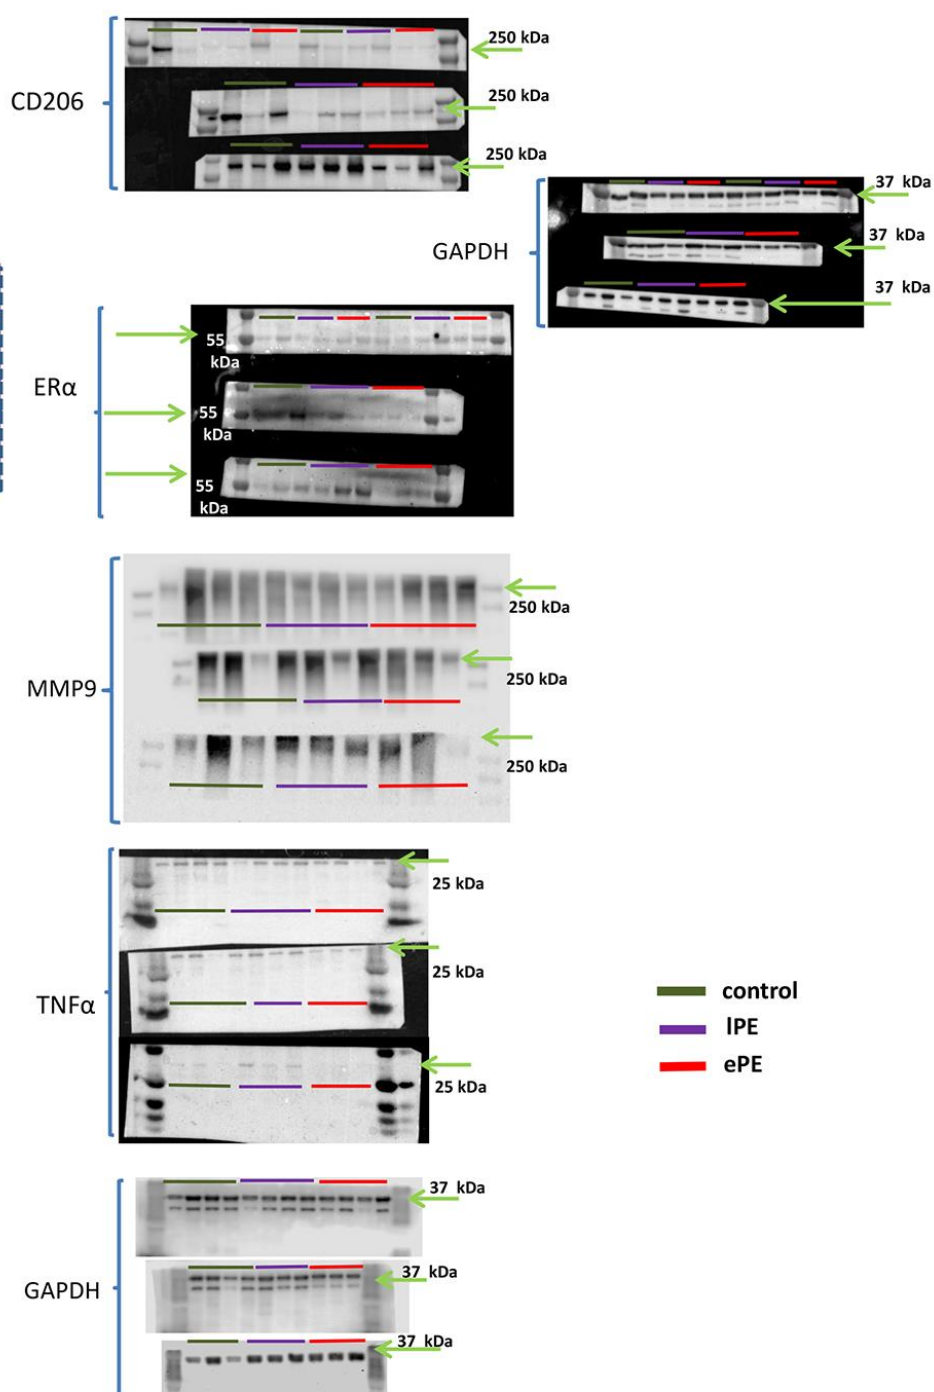 250 kDa
CD206
250 kDa
250 kDa
37 kDa
GAPDH
37 kDa
37 kDa
55
kDa
ERα
55
kDa
55
kDa
250 kDa
MMP9
250 kDa
250 kDa
25 kDa
25 kDa
TNFα
25 kDa
control
lPE
ePE
37 kDa
37 kDa
GAPDH
37 kDa